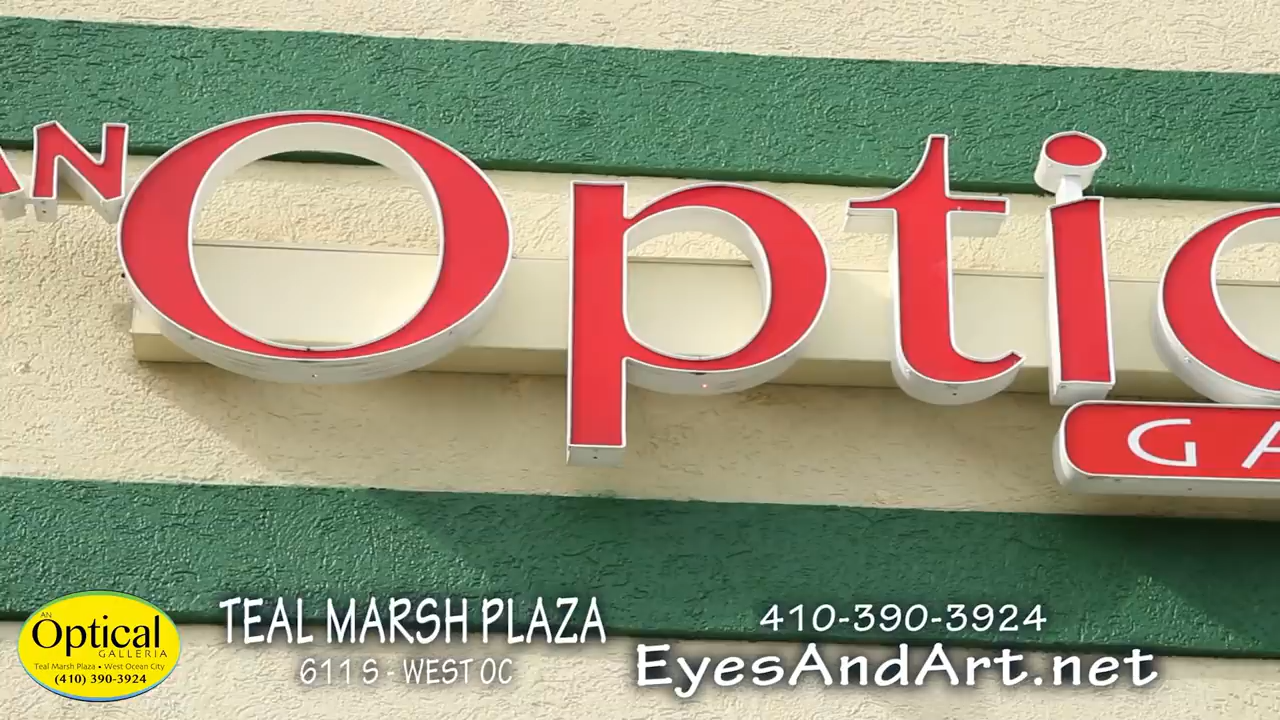 AN Optic
GA
AN
Optical
GALLERIA
Teal Marsh Plaza • West Ocean City
(410) 390-3924
TEAL MARSH PLAZA
611 S - WEST OC
410-390-3924
EyesAndArt.net